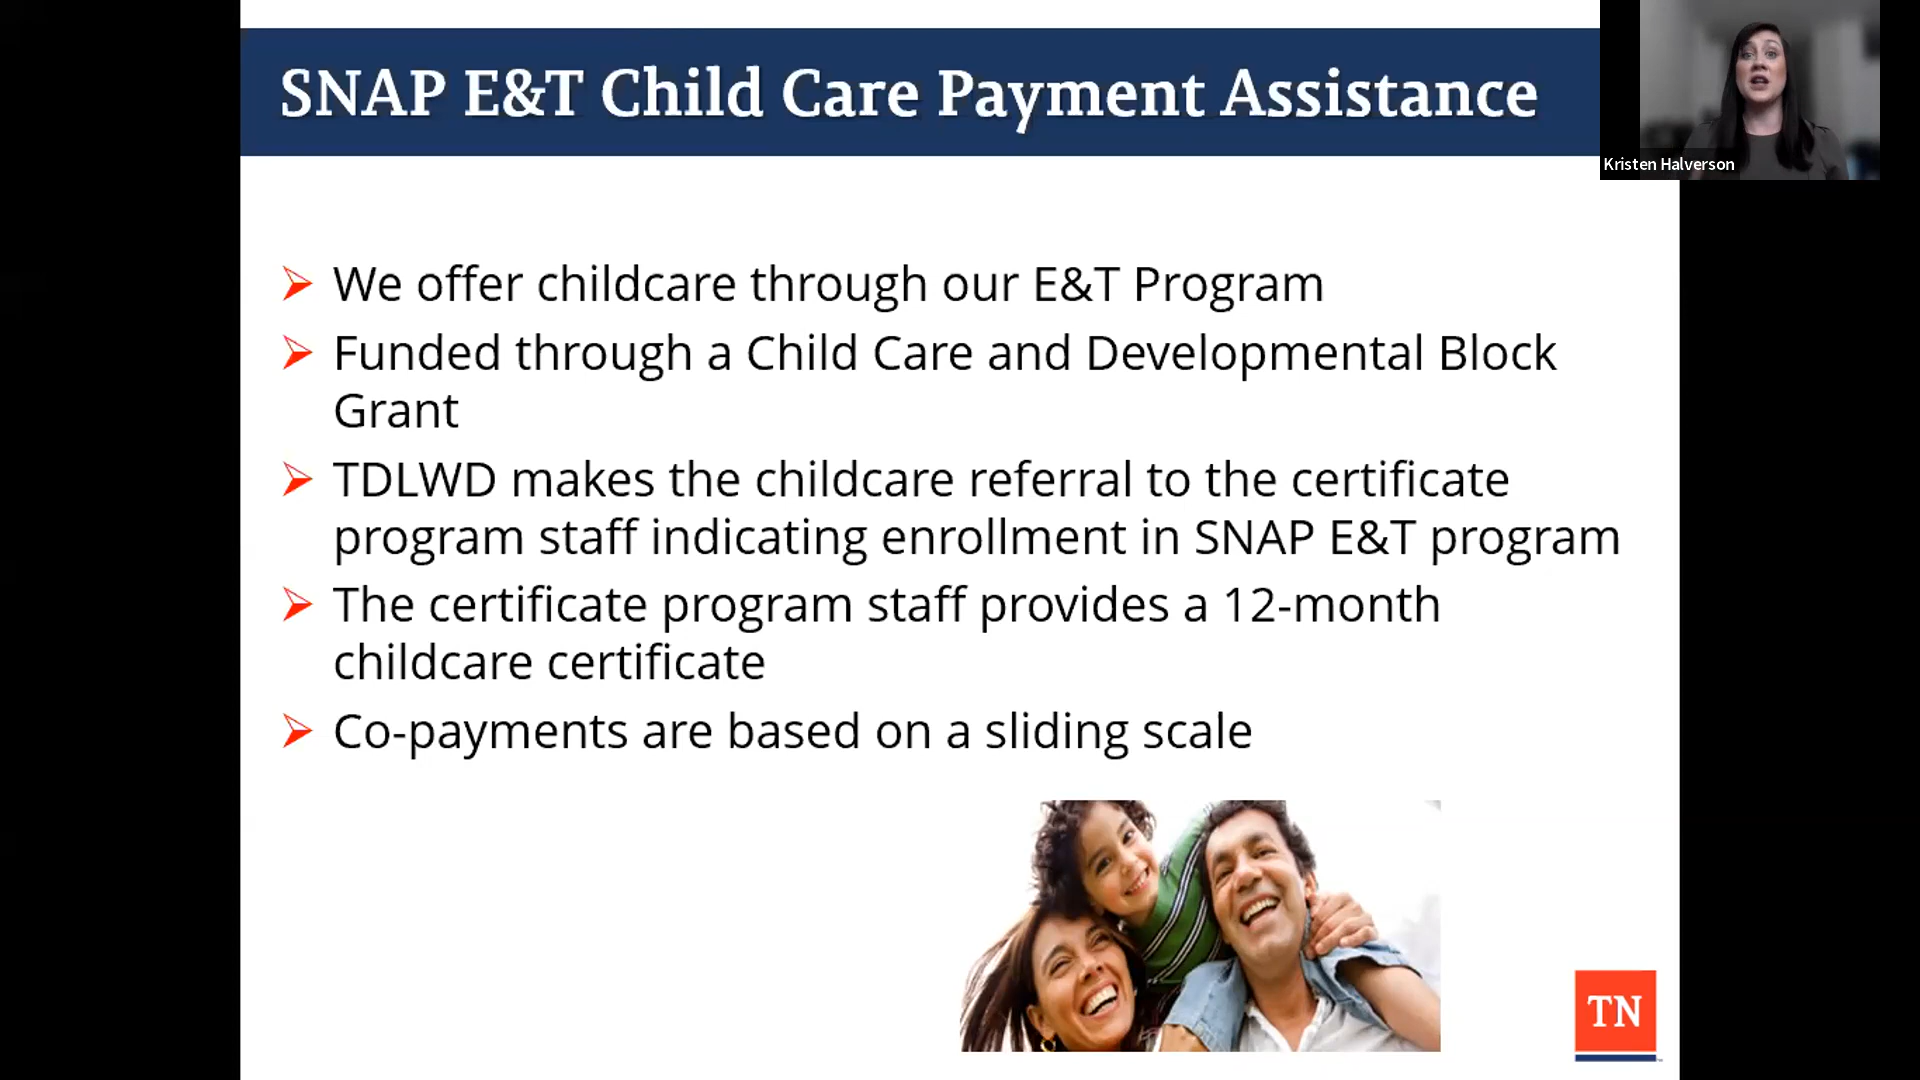 SNAP E&T Child Care Payment Assistance
Kristen Halverson
We offer childcare through our E&T Program
Funded through a Child Care and Developmental Block
Grant
TDLWD makes the childcare referral to the certificate
program staff indicating enrollment in SNAP E&T program
The certificate program staff provides a 12-month
childcare certificate
Co-payments are based on a sliding scale
TN